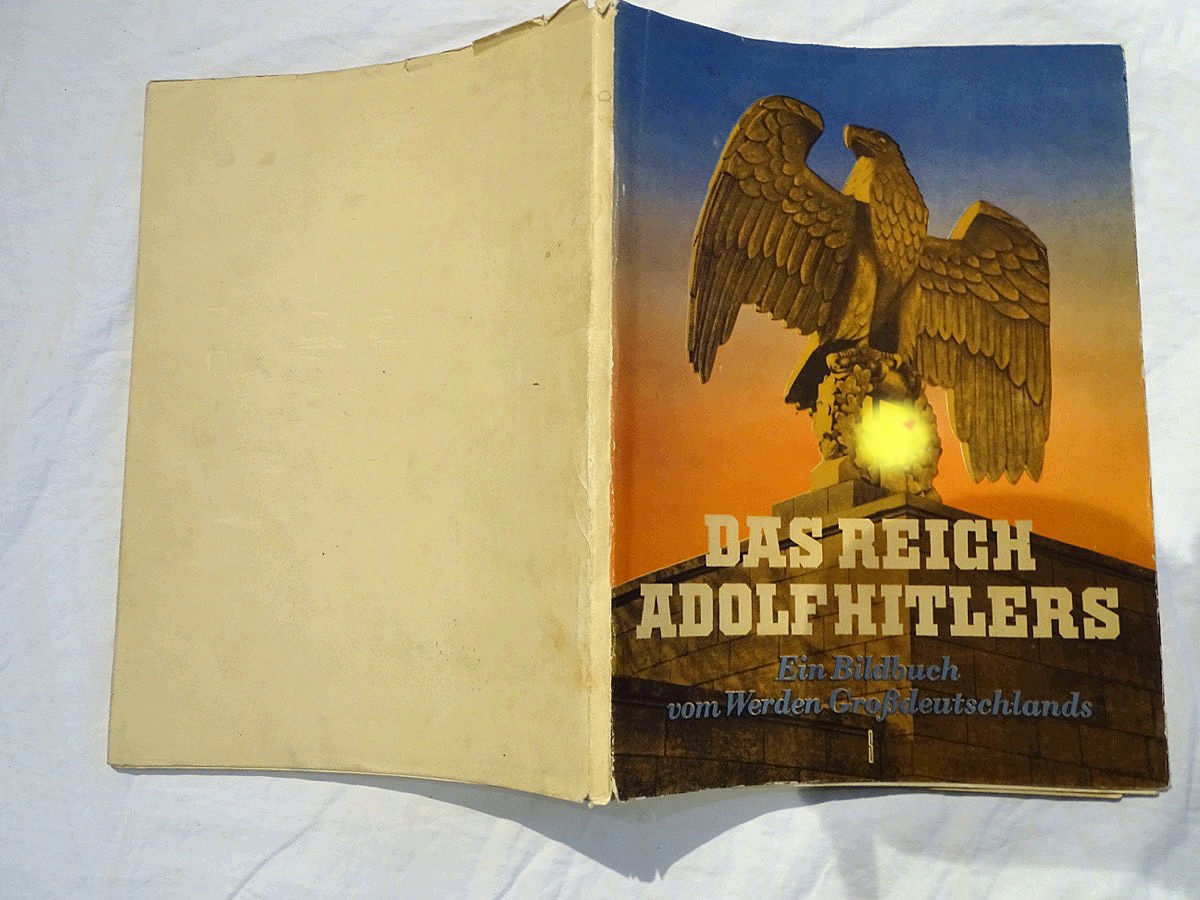 DAS REICH
ADOLF HITLERS
Ein Bildbuch
vom Werden Großdeutschlands